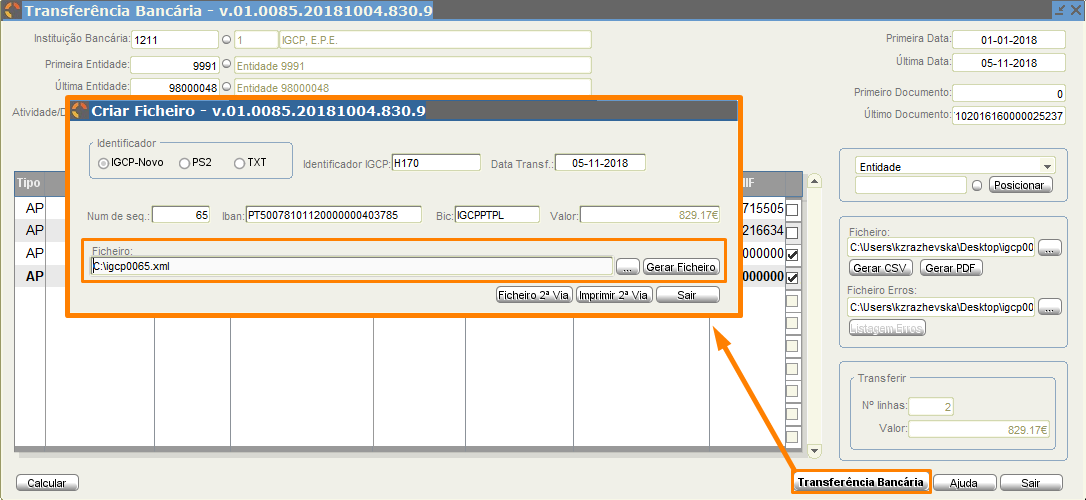 Transferência Bancária - v.01.0085.20181004.830.9
Instituição Bancária: 1211 1 IGCP, E.P.E. Primeira Data: 01-01-2018
Primeira Entidade: 9991 Entidade 9991 Última Data: 05-11-2018
Última Entidade: 98000048 Entidade 98000048 Primeiro Documento: 0
Atividade/D Último Documento: 102016160000025237
Criar Ficheiro - v.01.0085.20181004.830.9
Identificador
IGCP-Novo PS2 TXT Identificador IGCP: H170 Data Transf.: 05-11-2018
Num de seq.: 65 Iban: PT50078101120000000403785 Bic: IGCPPTPL Valor: 829.17€
Ficheiro:
C:\igcp0065.xml ... Gerar Ficheiro
Ficheiro 2ª Via Imprimir 2ª Via Sair
Tipo IIF
AP 715505
AP 216634
AP 000000
AP 000000
Entidade
Posicionar
Ficheiro:
C:\Users\kzrazhevska\Desktop\igcp00 ...
Gerar CSV Gerar PDF
Ficheiro Erros:
C:\Users\kzrazhevska\Desktop\igcp00 ...
Listagem Erros
Transferir
Nº linhas: 2
Valor: 829.17€
Calcular Transferência Bancária Ajuda Sair